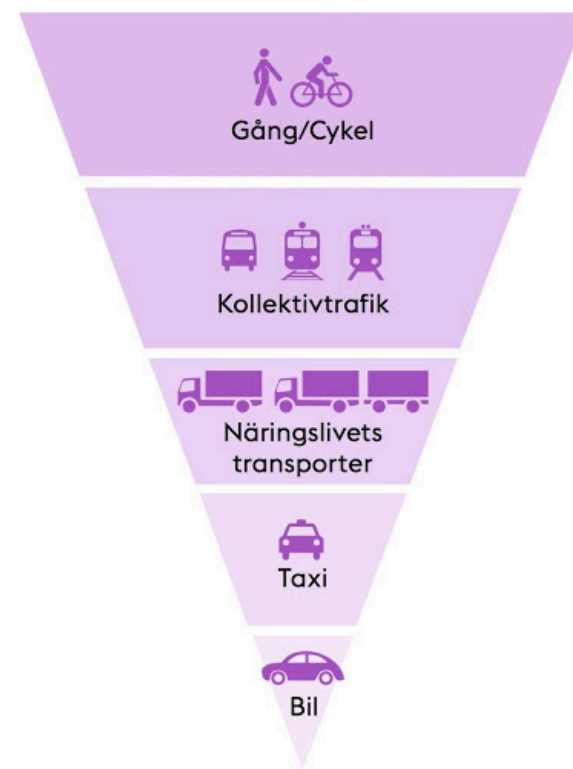 Gång/Cykel
Kollektivtrafik
Näringslivets
transporter
Taxi
Bil